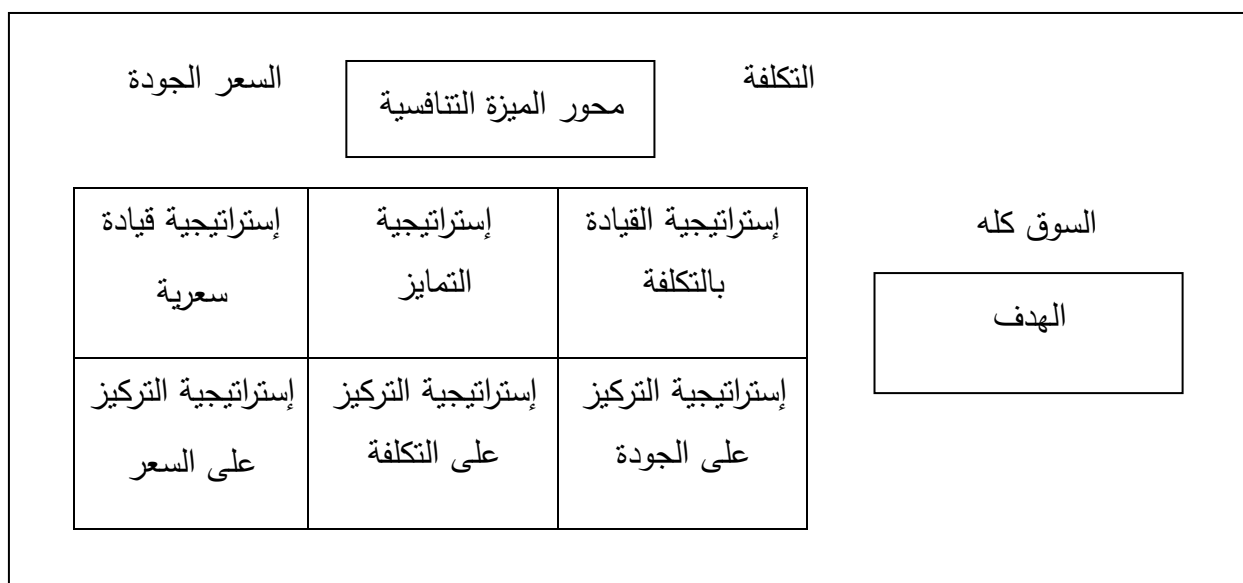 التكلفة
محور الميزة التنافسية
السعر الجودة
السوق كله
الهدف
إستراتيجية القيادة
بالتكلفة
إستراتيجية
التمايز
إستراتيجية قيادة
سعرية
إستراتيجية التركيز
على الجودة
إستراتيجية التركيز
على التكلفة
إستراتيجية التركيز
على السعر